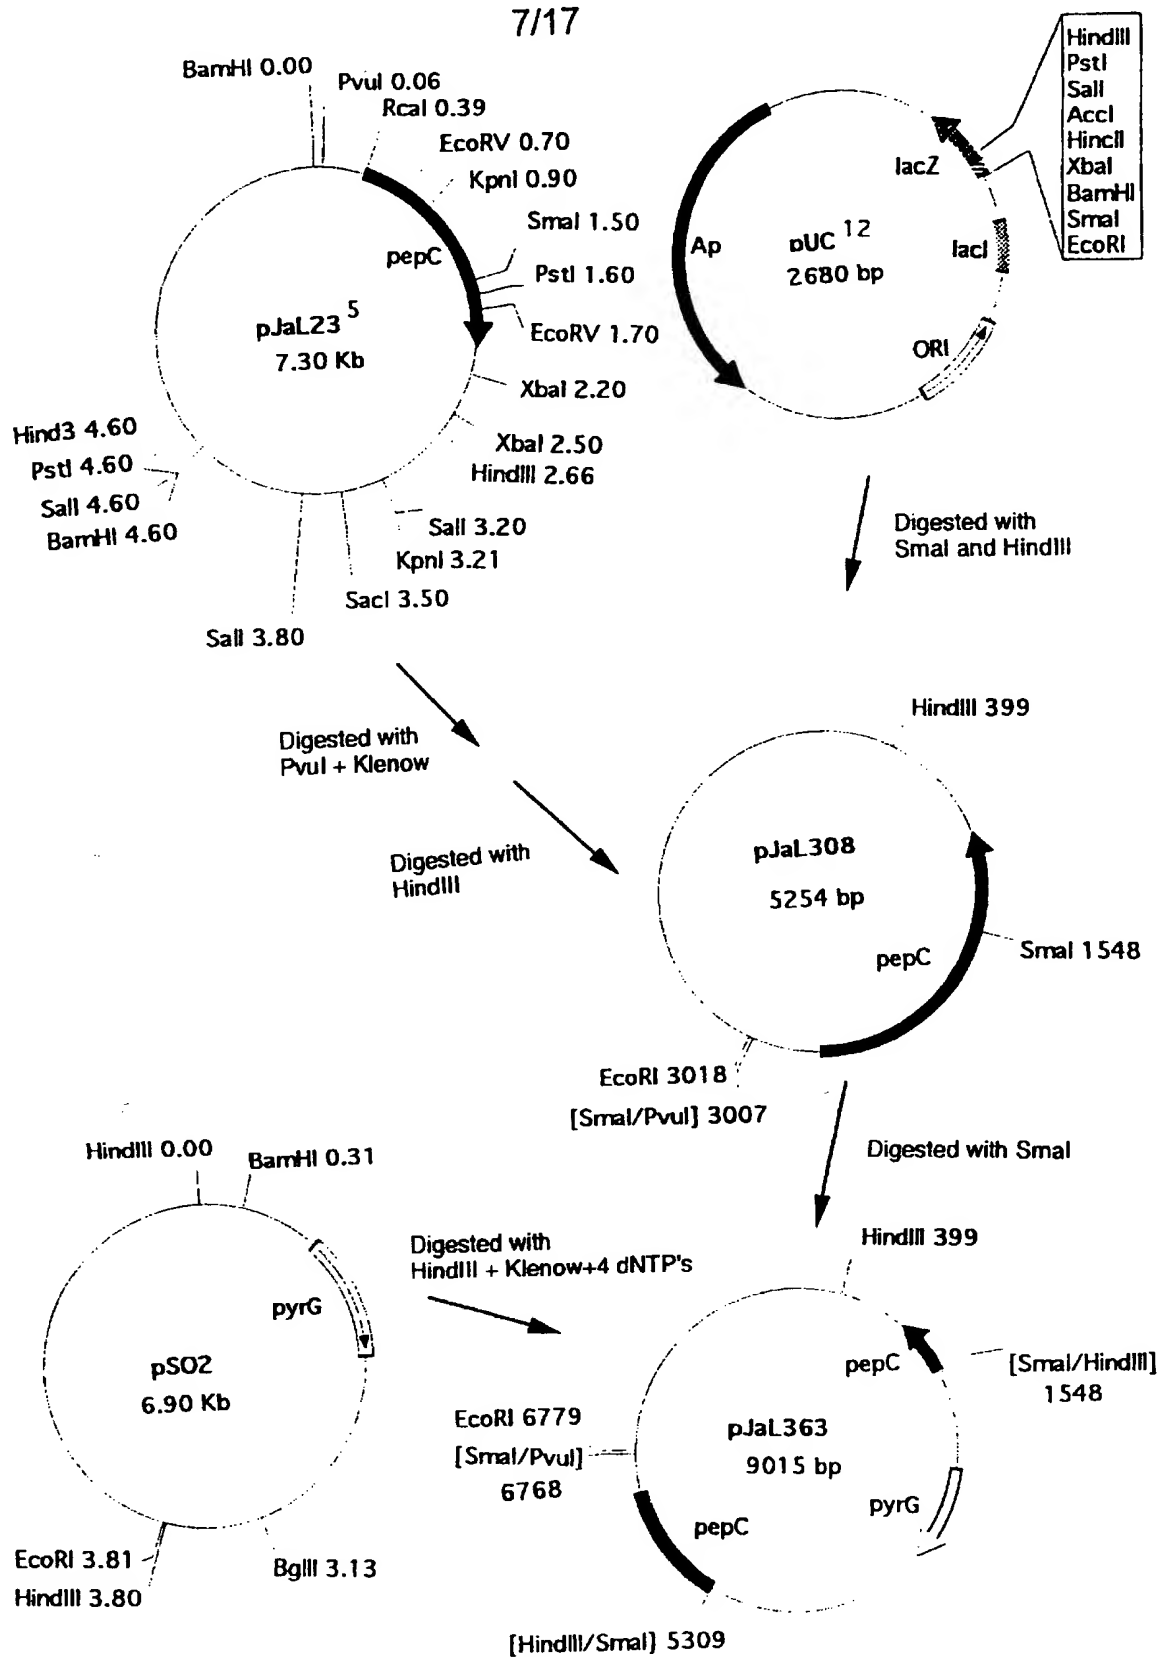 7/17
BamHI 0.00
PvuI 0.06
RcaI 0.39
EcoRV 0.70
KpnI 0.90
SmaI 1.50
PstI 1.60
EcoRV 1.70
XbaI 2.20
XbaI 2.50
HindIII 2.66
SalI 3.20
KpnI 3.21
SacI 3.50
SalI 3.80
Hind3 4.60
PstI 4.60
SalI 4.60
BamHI 4.60
pepC
pJaL23 5
7.30 Kb
HindIII
PstI
SalI
AccI
HincII
XbaI
BamHI
SmaI
EcoRI
lacZ
Ap
pUC 12
2680 bp
lacI
ORI
Digested with
SmaI and HindIII
Digested with
PvuI + Klenow
Digested with
HindIII
HindIII 399
pJaL308
5254 bp
pepC
SmaI 1548
EcoRI 3018
[SmaI/PvuI] 3007
Digested with SmaI
HindIII 0.00
BamHI 0.31
pyrG
pSO2
6.90 Kb
EcoRI 3.81
HindIII 3.80
BglII 3.13
Digested with
HindIII + Klenow+4 dNTP's
HindIII 399
pepC
[SmaI/HindIII]
1548
EcoRI 6779
[SmaI/PvuI]
6768
pJaL363
9015 bp
pyrG
pepC
[HindIII/SmaI] 5309